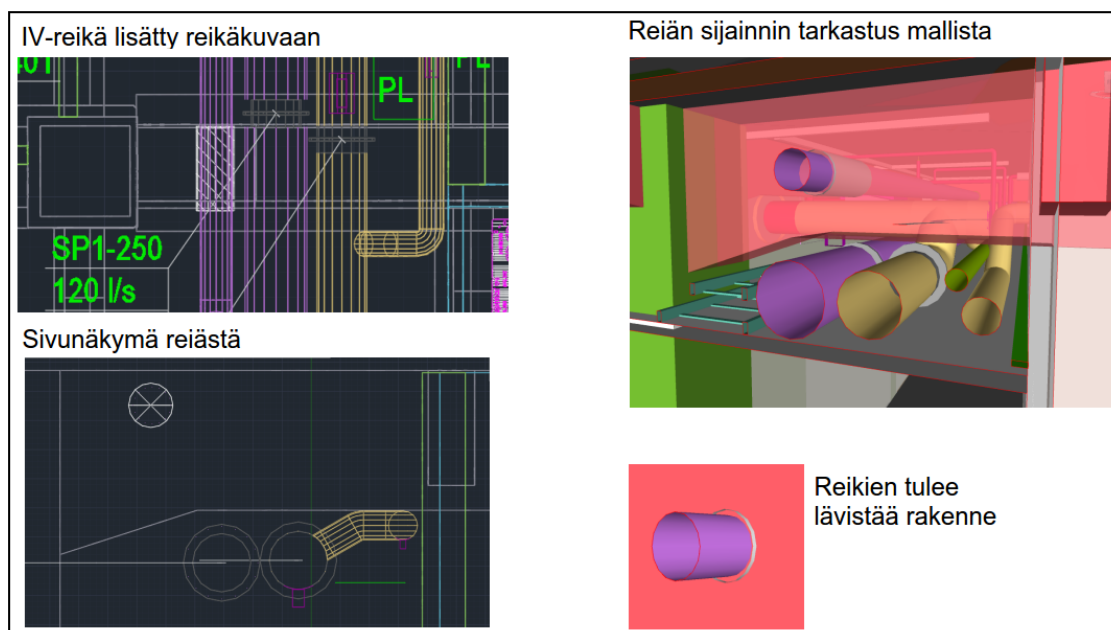 IV-reikä lisätty reikäkuvaan
PL
SP1-250
120 l/s
Sivunäkymä reiästä
Reiän sijainnin tarkastus mallista
Reikien tulee
lävistää rakenne